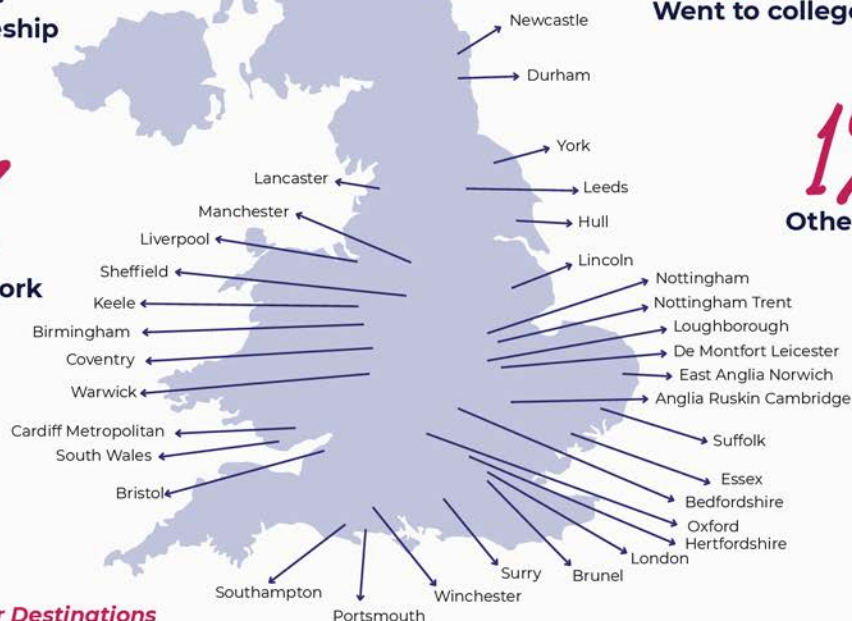 eship
Went to college
Newcastle
Durham
York
Leeds
Hull
Lincoln
Nottingham
Nottingham Trent
Loughborough
De Montfort Leicester
East Anglia Norwich
Anglia Ruskin Cambridge
Suffolk
Essex
Bedfordshire
Oxford
Hertfordshire
London
Brunel
Surry
Winchester
Portsmouth
Southampton
Bristol
South Wales
Cardiff Metropolitan
Warwick
Coventry
Birmingham
Keele
Sheffield
Liverpool
Manchester
Lancaster
ork
1%
Othe
r Destinations